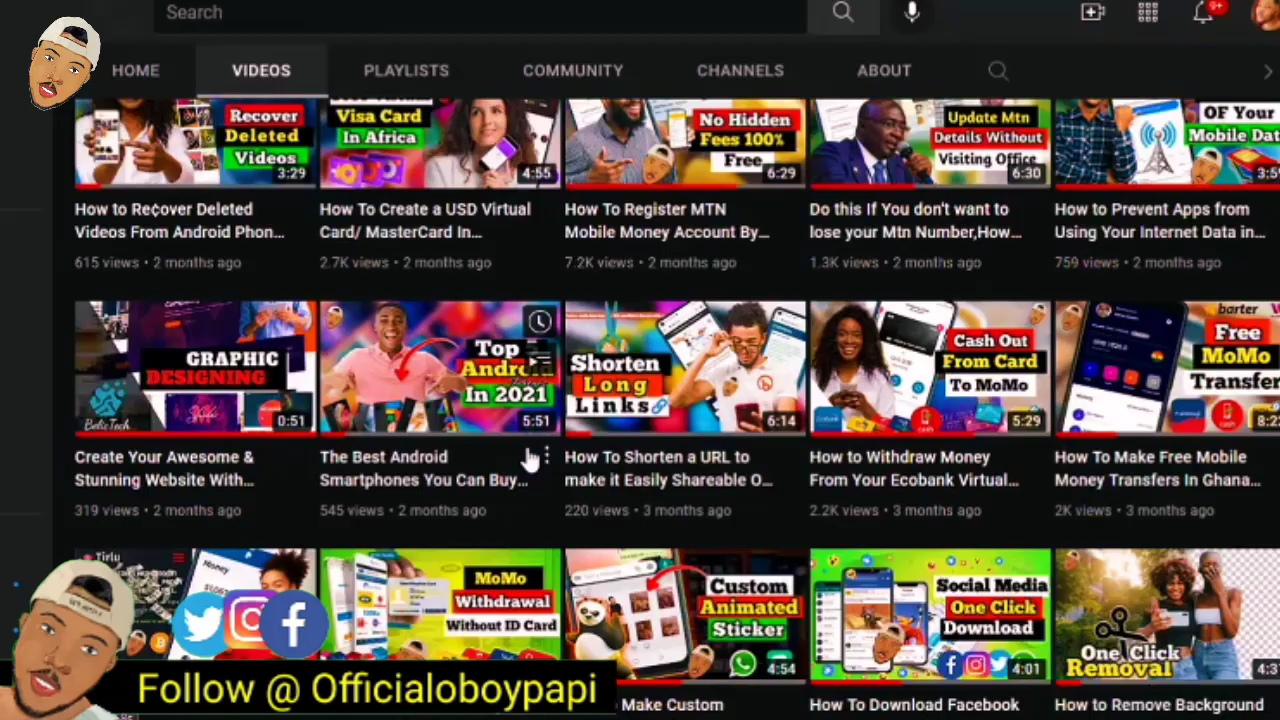 Search
9+
HOME
VIDEOS
PLAYLISTS
COMMUNITY
CHANNELS
ABOUT
Recover
Deleted
Videos
3:29
Visa Card
In Africa
4:55
No Hidden
Fees 100%
Free
6:29
Update Mtn
Details Without
Visiting Office
6:30
OF Your
Mobile Dat
3:5
How to Recover Deleted
Videos From Android Phon...
615 views • 2 months ago
How To Create a USD Virtual
Card/ MasterCard In...
2.7K views • 2 months ago
How To Register MTN
Mobile Money Account By...
7.2K views • 2 months ago
Do this If You don't want to
lose your Mtn Number,How...
1.3K views • 2 months ago
How to Prevent Apps from
Using Your Internet Data in...
759 views • 2 months ago
GRAPHIC
DESIGNING
BelieTech
0:51
Top
Android
In 2021
5:51
Shorten
Long
Links
6:14
Cash Out
From Card
To MoMo
5:29
barter
Free
MoMo
Transfer
8:2
Create Your Awesome &
Stunning Website With...
319 views • 2 months ago
The Best Android
Smartphones You Can Buy...
545 views • 2 months ago
How To Shorten a URL to
make it Easily Shareable O...
220 views • 3 months ago
How to Withdraw Money
From Your Ecobank Virtual...
2.2K views • 3 months ago
How To Make Free Mobile
Money Transfers In Ghana...
2K views • 3 months ago
Tirlu
Money
MoMo
Withdrawal
Without ID Card
Custom
Animated
Sticker
4:54
Social Media
One Click
Download
4:01
One Click
Removal
4:3
Follow @ Officialoboypapi
Make Custom
How To Download Facebook
How to Remove Background